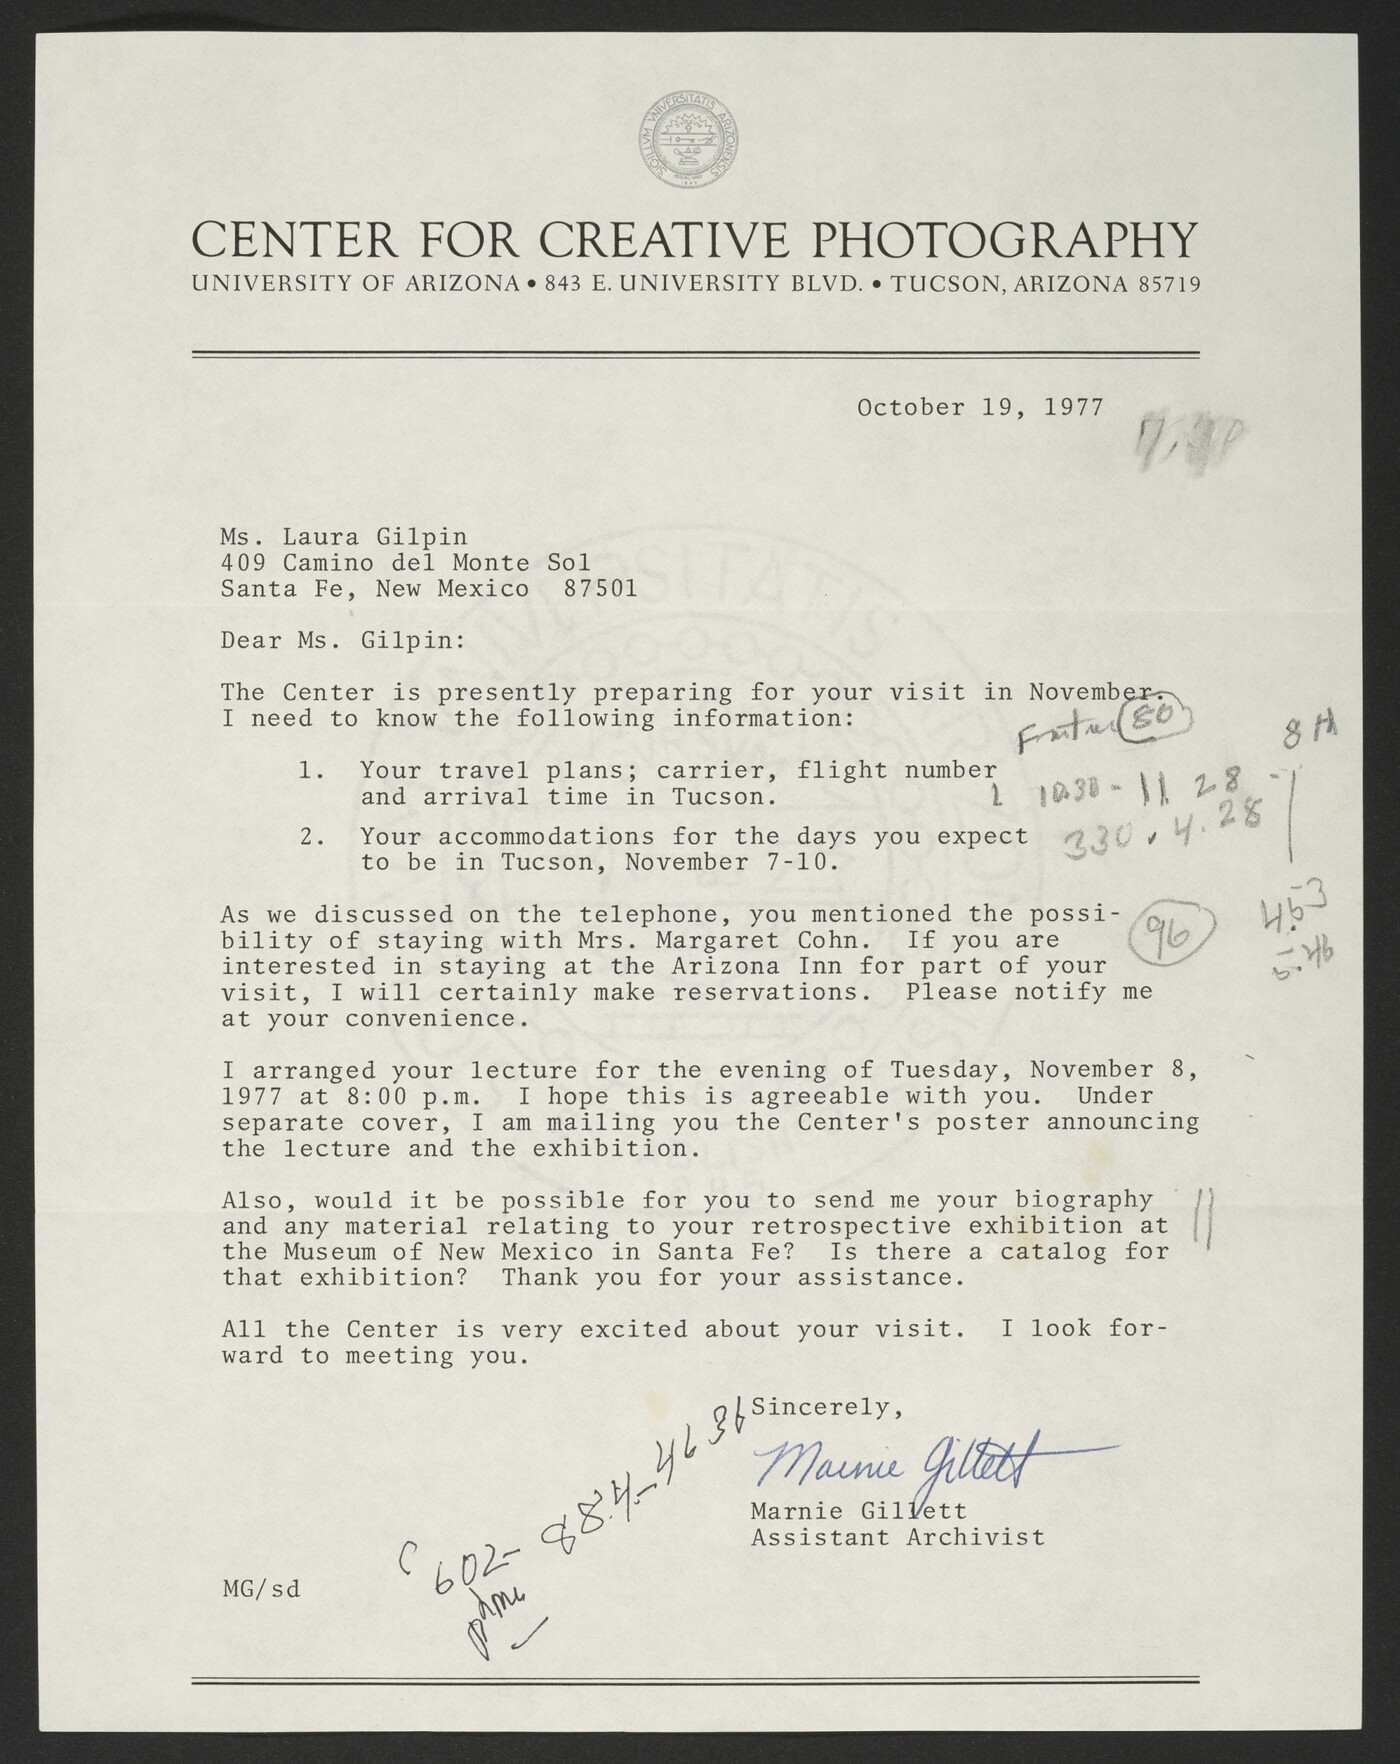 SIGILLVM VNIVERSITATIS ARIZONENSIS
CENTER FOR CREATIVE PHOTOGRAPHY
UNIVERSITY OF ARIZONA • 843 E. UNIVERSITY BLVD. • TUCSON, ARIZONA 85719
October 19, 1977
Ms. Laura Gilpin
409 Camino del Monte Sol
Santa Fe, New Mexico 87501
Dear Ms. Gilpin:
The Center is presently preparing for your visit in November.
I need to know the following information:
80
8th
1. Your travel plans; carrier, flight number
and arrival time in Tucson.
10:30 - 11 28
2. Your accommodations for the days you expect
to be in Tucson, November 7-10.
330 . 4.28
As we discussed on the telephone, you mentioned the possi-
bility of staying with Mrs. Margaret Cohn. If you are
interested in staying at the Arizona Inn for part of your
visit, I will certainly make reservations. Please notify me
at your convenience.
96
4.53
5.46
I arranged your lecture for the evening of Tuesday, November 8,
1977 at 8:00 p.m. I hope this is agreeable with you. Under
separate cover, I am mailing you the Center's poster announcing
the lecture and the exhibition.
Also, would it be possible for you to send me your biography
and any material relating to your retrospective exhibition at
the Museum of New Mexico in Santa Fe? Is there a catalog for
that exhibition? Thank you for your assistance.
All the Center is very excited about your visit. I look for-
ward to meeting you.
Sincerely,
Marnie Gillett
Marnie Gillett
Assistant Archivist
602-884-4636
phone
MG/sd